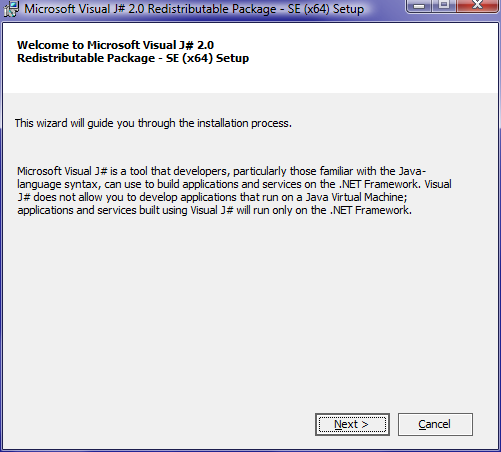 Microsoft Visual J# 2.0 Redistributable Package - SE (x64) Setup
Welcome to Microsoft Visual J# 2.0
Redistributable Package - SE (x64) Setup
This wizard will guide you through the installation process.
Microsoft Visual J# is a tool that developers, particularly those familiar with the Java-
language syntax, can use to build applications and services on the .NET Framework. Visual
J# does not allow you to develop applications that run on a Java Virtual Machine;
applications and services built using Visual J# will run only on the .NET Framework.
Next >
Cancel